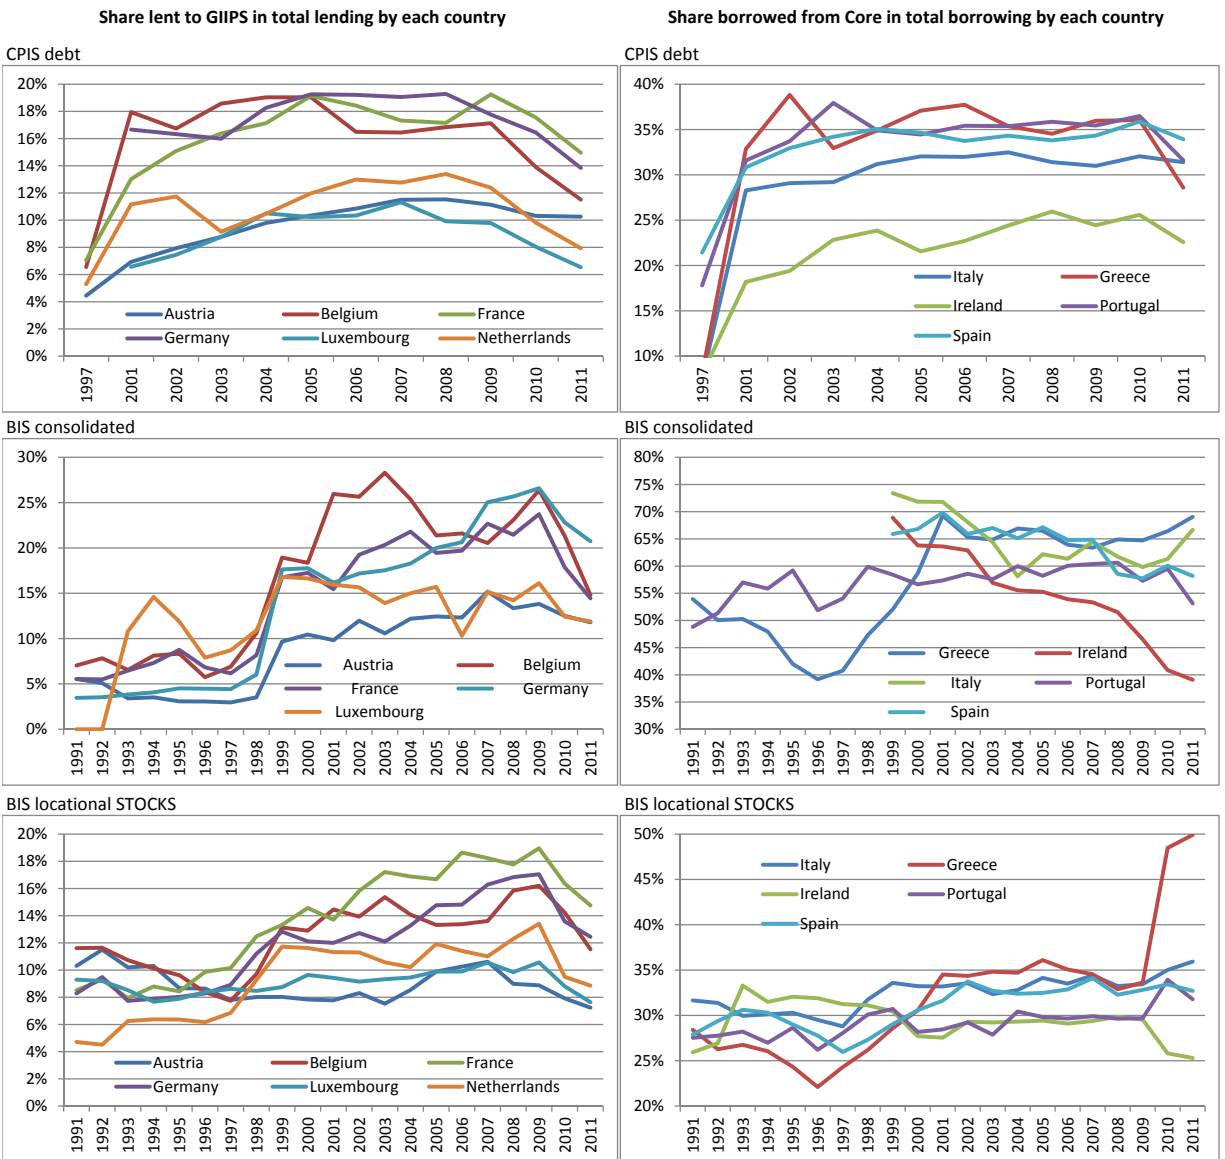 Share lent to GIIPS in total lending by each country
Share borrowed from Core in total borrowing by each country
CPIS debt
20%
18%
16%
14%
12%
10%
8%
6%
4%
2%
0%
Austria Belgium France
Germany Luxembourg Netherrlands
1997 2001 2002 2003 2004 2005 2006 2007 2008 2009 2010 2011
CPIS debt
40%
35%
30%
25%
20%
15%
10%
Italy Greece
Ireland Portugal
Spain
1997 2001 2002 2003 2004 2005 2006 2007 2008 2009 2010 2011
BIS consolidated
30%
25%
20%
15%
10%
5%
0%
Austria Belgium
France Germany
Luxembourg
1991 1992 1993 1994 1995 1996 1997 1998 1999 2000 2001 2002 2003 2004 2005 2006 2007 2008 2009 2010 2011
BIS consolidated
80%
75%
70%
65%
60%
55%
50%
45%
40%
35%
30%
Greece Ireland
Italy Portugal
Spain
1991 1992 1993 1994 1995 1996 1997 1998 1999 2000 2001 2002 2003 2004 2005 2006 2007 2008 2009 2010 2011
BIS locational STOCKS
20%
18%
16%
14%
12%
10%
8%
6%
4%
2%
0%
Austria Belgium France
Germany Luxembourg Netherrlands
1991 1992 1993 1994 1995 1996 1997 1998 1999 2000 2001 2002 2003 2004 2005 2006 2007 2008 2009 2010 2011
BIS locational STOCKS
50%
45%
40%
35%
30%
25%
20%
Italy Greece
Ireland Portugal
Spain
1991 1992 1993 1994 1995 1996 1997 1998 1999 2000 2001 2002 2003 2004 2005 2006 2007 2008 2009 2010 2011